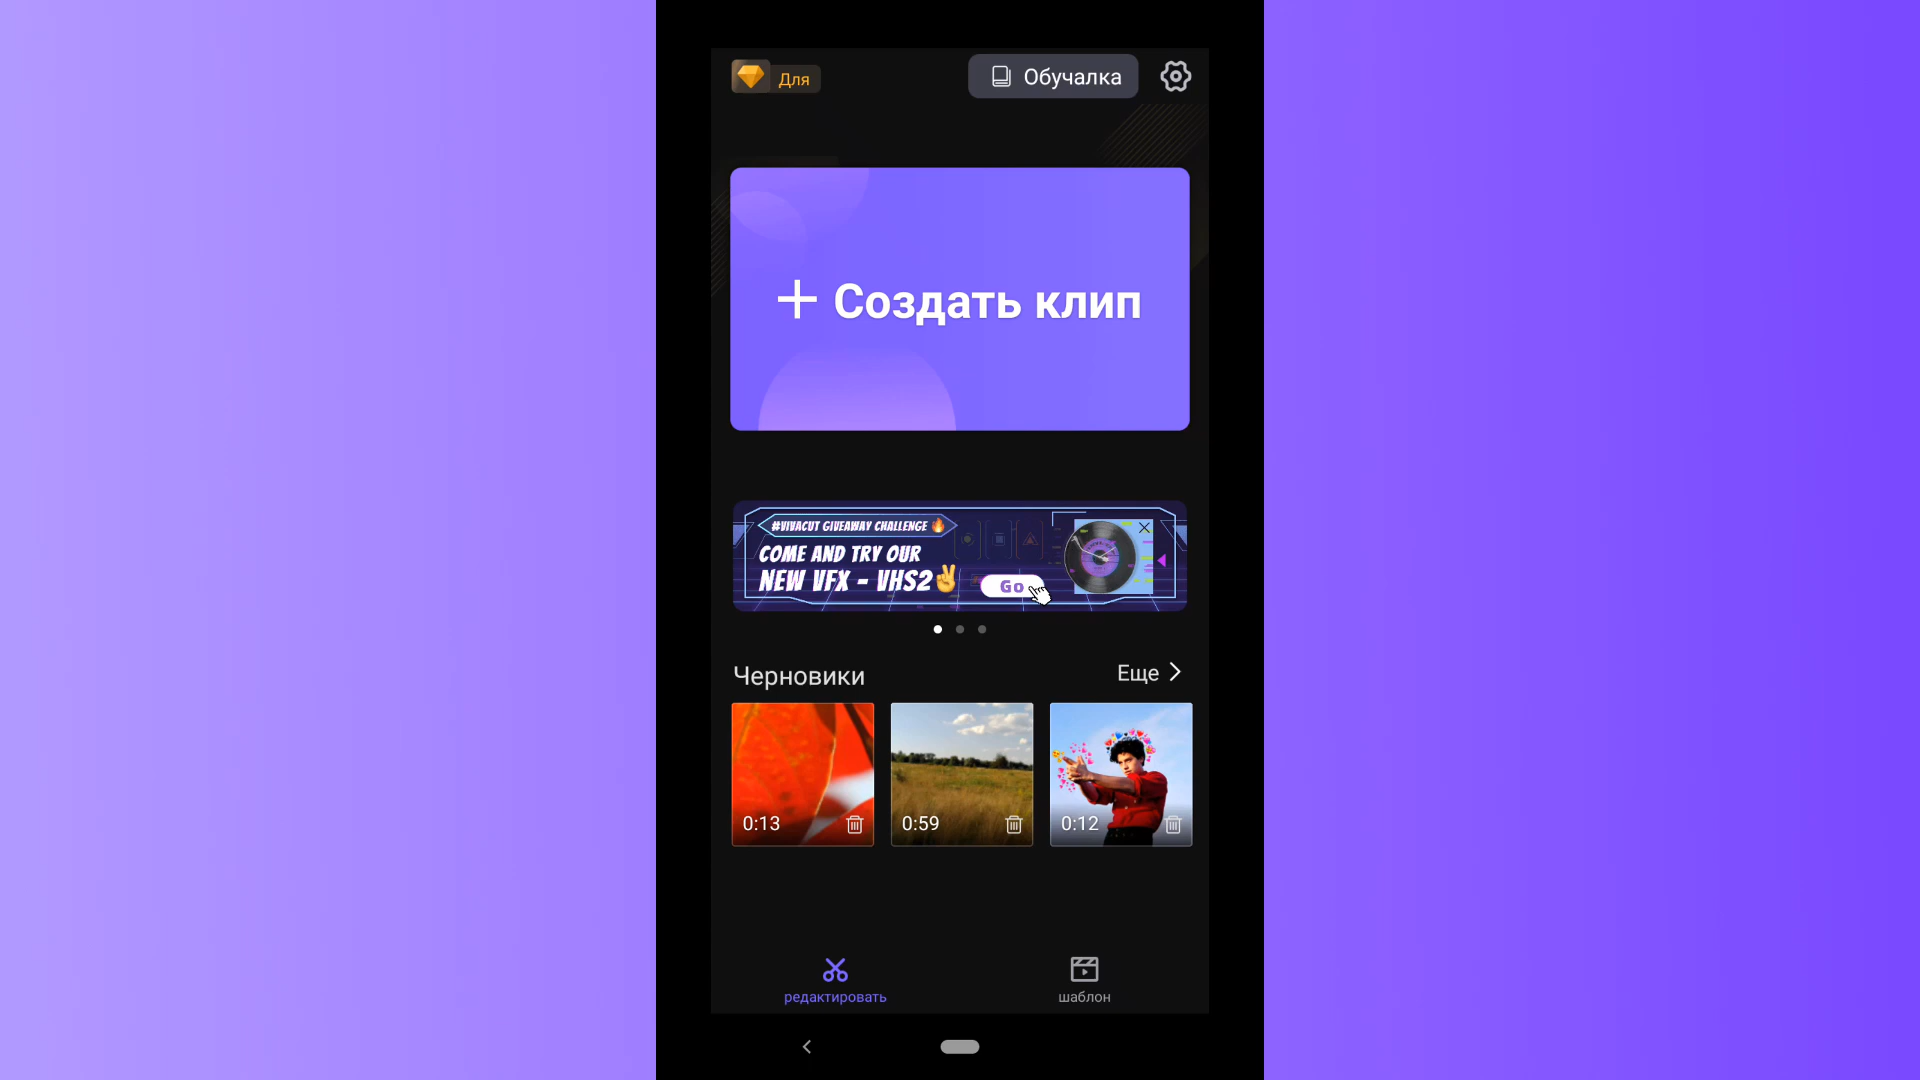 Для
Обучалка
+ Создать клип
#VIVACUT GIVEAWAY CHALLENGE 🔥
COME AND TRY OUR
NEW VFX - VHS2✌
Go
Черновики
Еще >
0:13
0:59
0:12
редактировать
шаблон